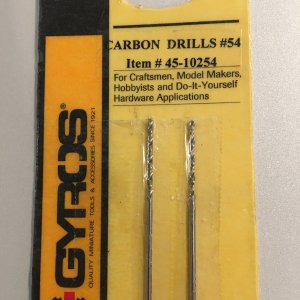 CARBON DRILLS #54
Item # 45-10254
For Craftsmen, Model Makers,
Hobbyists and Do-It-Yourself
Hardware Applications
GYROS
QUALITY MINIATURE TOOLS & ACCESSORIES SINCE 1921